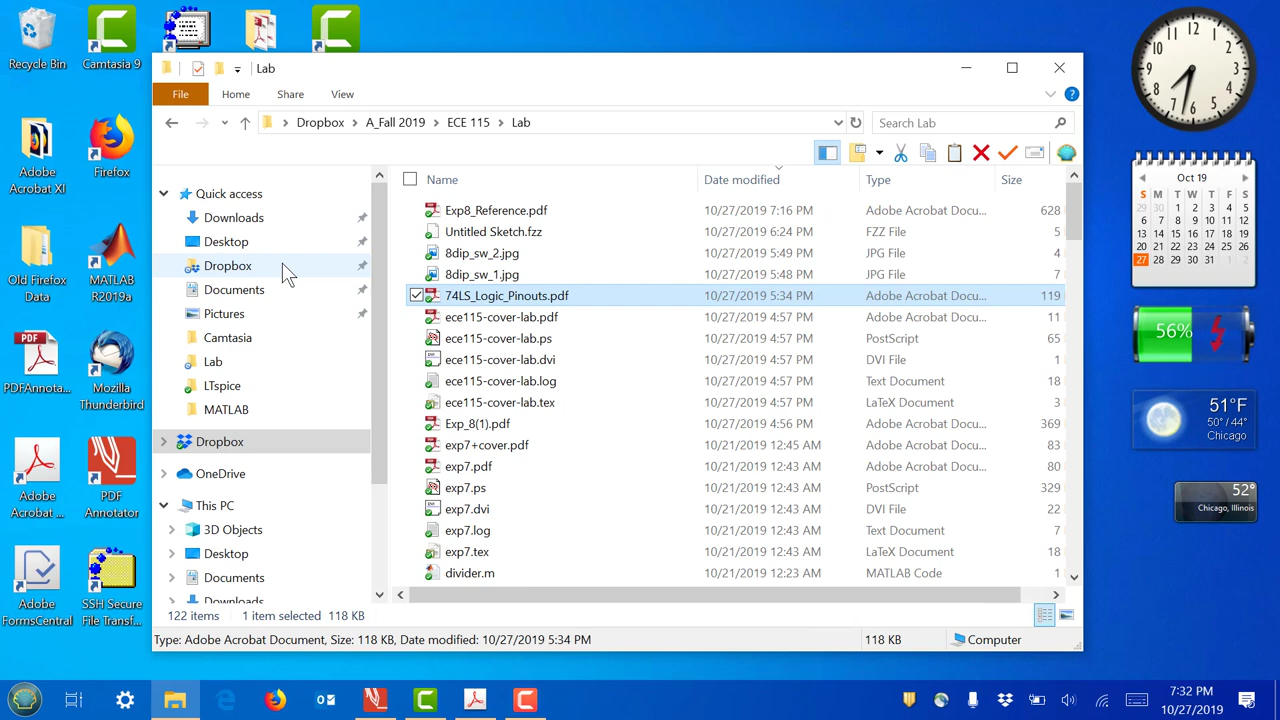 Recycle Bin
Camtasia 9
Adobe Acrobat XI
Firefox
Old Firefox Data
MATLAB R2019a
PDF
PDFAnnota...
Mozilla Thunderbird
Adobe Acrobat ...
PDF Annotator
Adobe FormsCentral
SSH Secure File Transf...
Lab
File Home Share View
Dropbox A_Fall 2019 ECE 115 Lab
Search Lab
Quick access
Downloads
Desktop
Dropbox
Documents
Pictures
Camtasia
Lab
LTspice
MATLAB
Dropbox
OneDrive
This PC
3D Objects
Desktop
Documents
Downloads
Name Date modified Type Size
Exp8_Reference.pdf 10/27/2019 7:16 PM Adobe Acrobat Docu... 628
Untitled Sketch.fzz 10/27/2019 6:24 PM FZZ File 5
8dip_sw_2.jpg 10/27/2019 5:49 PM JPG File 4
8dip_sw_1.jpg 10/27/2019 5:48 PM JPG File 7
74LS_Logic_Pinouts.pdf 10/27/2019 5:34 PM Adobe Acrobat Docu... 119
ece115-cover-lab.pdf 10/27/2019 4:57 PM Adobe Acrobat Docu... 11
ece115-cover-lab.ps 10/27/2019 4:57 PM PostScript 65
ece115-cover-lab.dvi 10/27/2019 4:57 PM DVI File 2
ece115-cover-lab.log 10/27/2019 4:57 PM Text Document 18
ece115-cover-lab.tex 10/27/2019 4:57 PM LaTeX Document 3
Exp_8(1).pdf 10/27/2019 4:56 PM Adobe Acrobat Docu... 369
exp7+cover.pdf 10/21/2019 12:45 AM Adobe Acrobat Docu... 83
exp7.pdf 10/21/2019 12:43 AM Adobe Acrobat Docu... 80
exp7.ps 10/21/2019 12:43 AM PostScript 329
exp7.dvi 10/21/2019 12:43 AM DVI File 22
exp7.log 10/21/2019 12:43 AM Text Document 7
exp7.tex 10/21/2019 12:43 AM LaTeX Document 18
divider.m 10/21/2019 12:23 AM MATLAB Code 1
122 items 1 item selected 118 KB
Type: Adobe Acrobat Document, Size: 118 KB, Date modified: 10/27/2019 5:34 PM 118 KB Computer
12 1 2 3 4 5 6 7 8 9 10 11
Oct 19
S M T W T F S
1 2 3 4 5
6 7 8 9 10 11 12
13 14 15 16 17 18 19
20 21 22 23 24 25 26
27 28 29 30 31 1 2
56%
51°F
50° / 44°
Chicago
52°
Chicago, Illinois
7:32 PM
10/27/2019